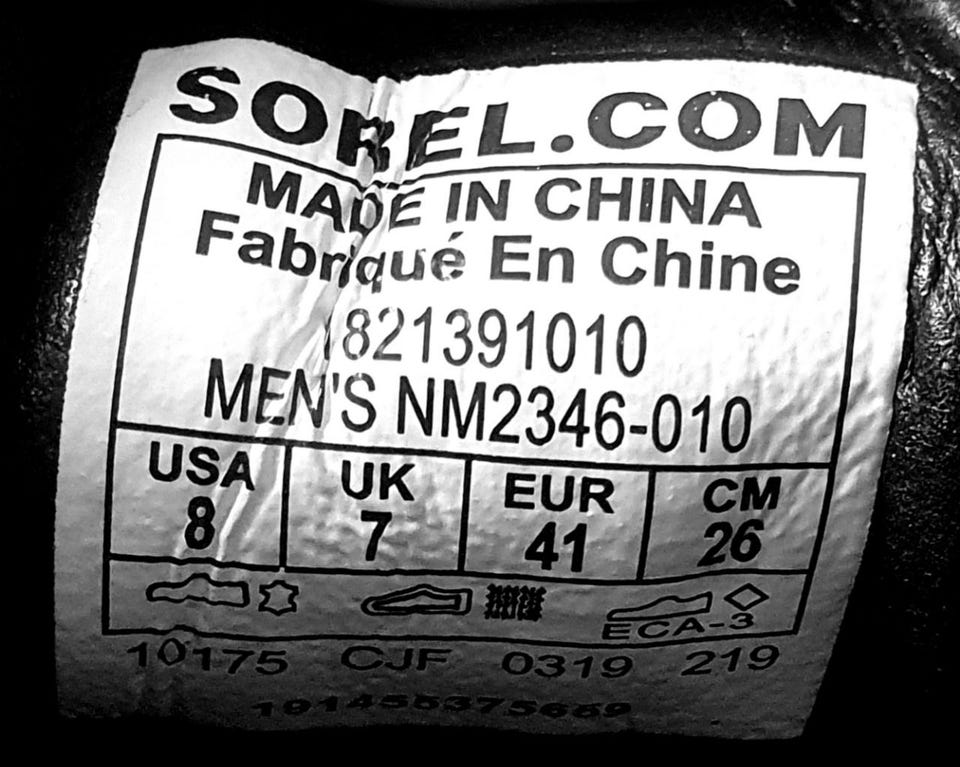 SOREL.COM
MADE IN CHINA
Fabriqué En Chine
1821391010
MEN'S NM2346-010
USA UK EUR CM
8 7 41 26
ECA-3
10175 CJF 0319 219